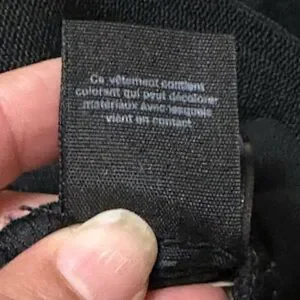 Ce vêtement contient
colorant qui peut décolorer
matériaux avec lesquels
vient en contact.